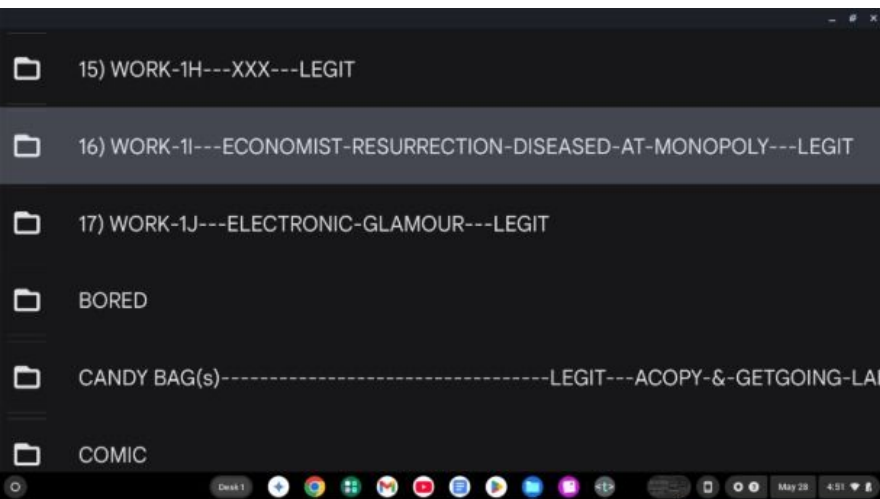 15) WORK-1H---XXX---LEGIT
16) WORK-1I---ECONOMIST-RESURRECTION-DISEASED-AT-MONOPOLY---LEGIT
17) WORK-1J---ELECTRONIC-GLAMOUR---LEGIT
BORED
CANDY BAG(s)----------------------------------LEGIT---ACOPY-&-GETGOING-LAI
COMIC
Desk 1
May 28 4:51